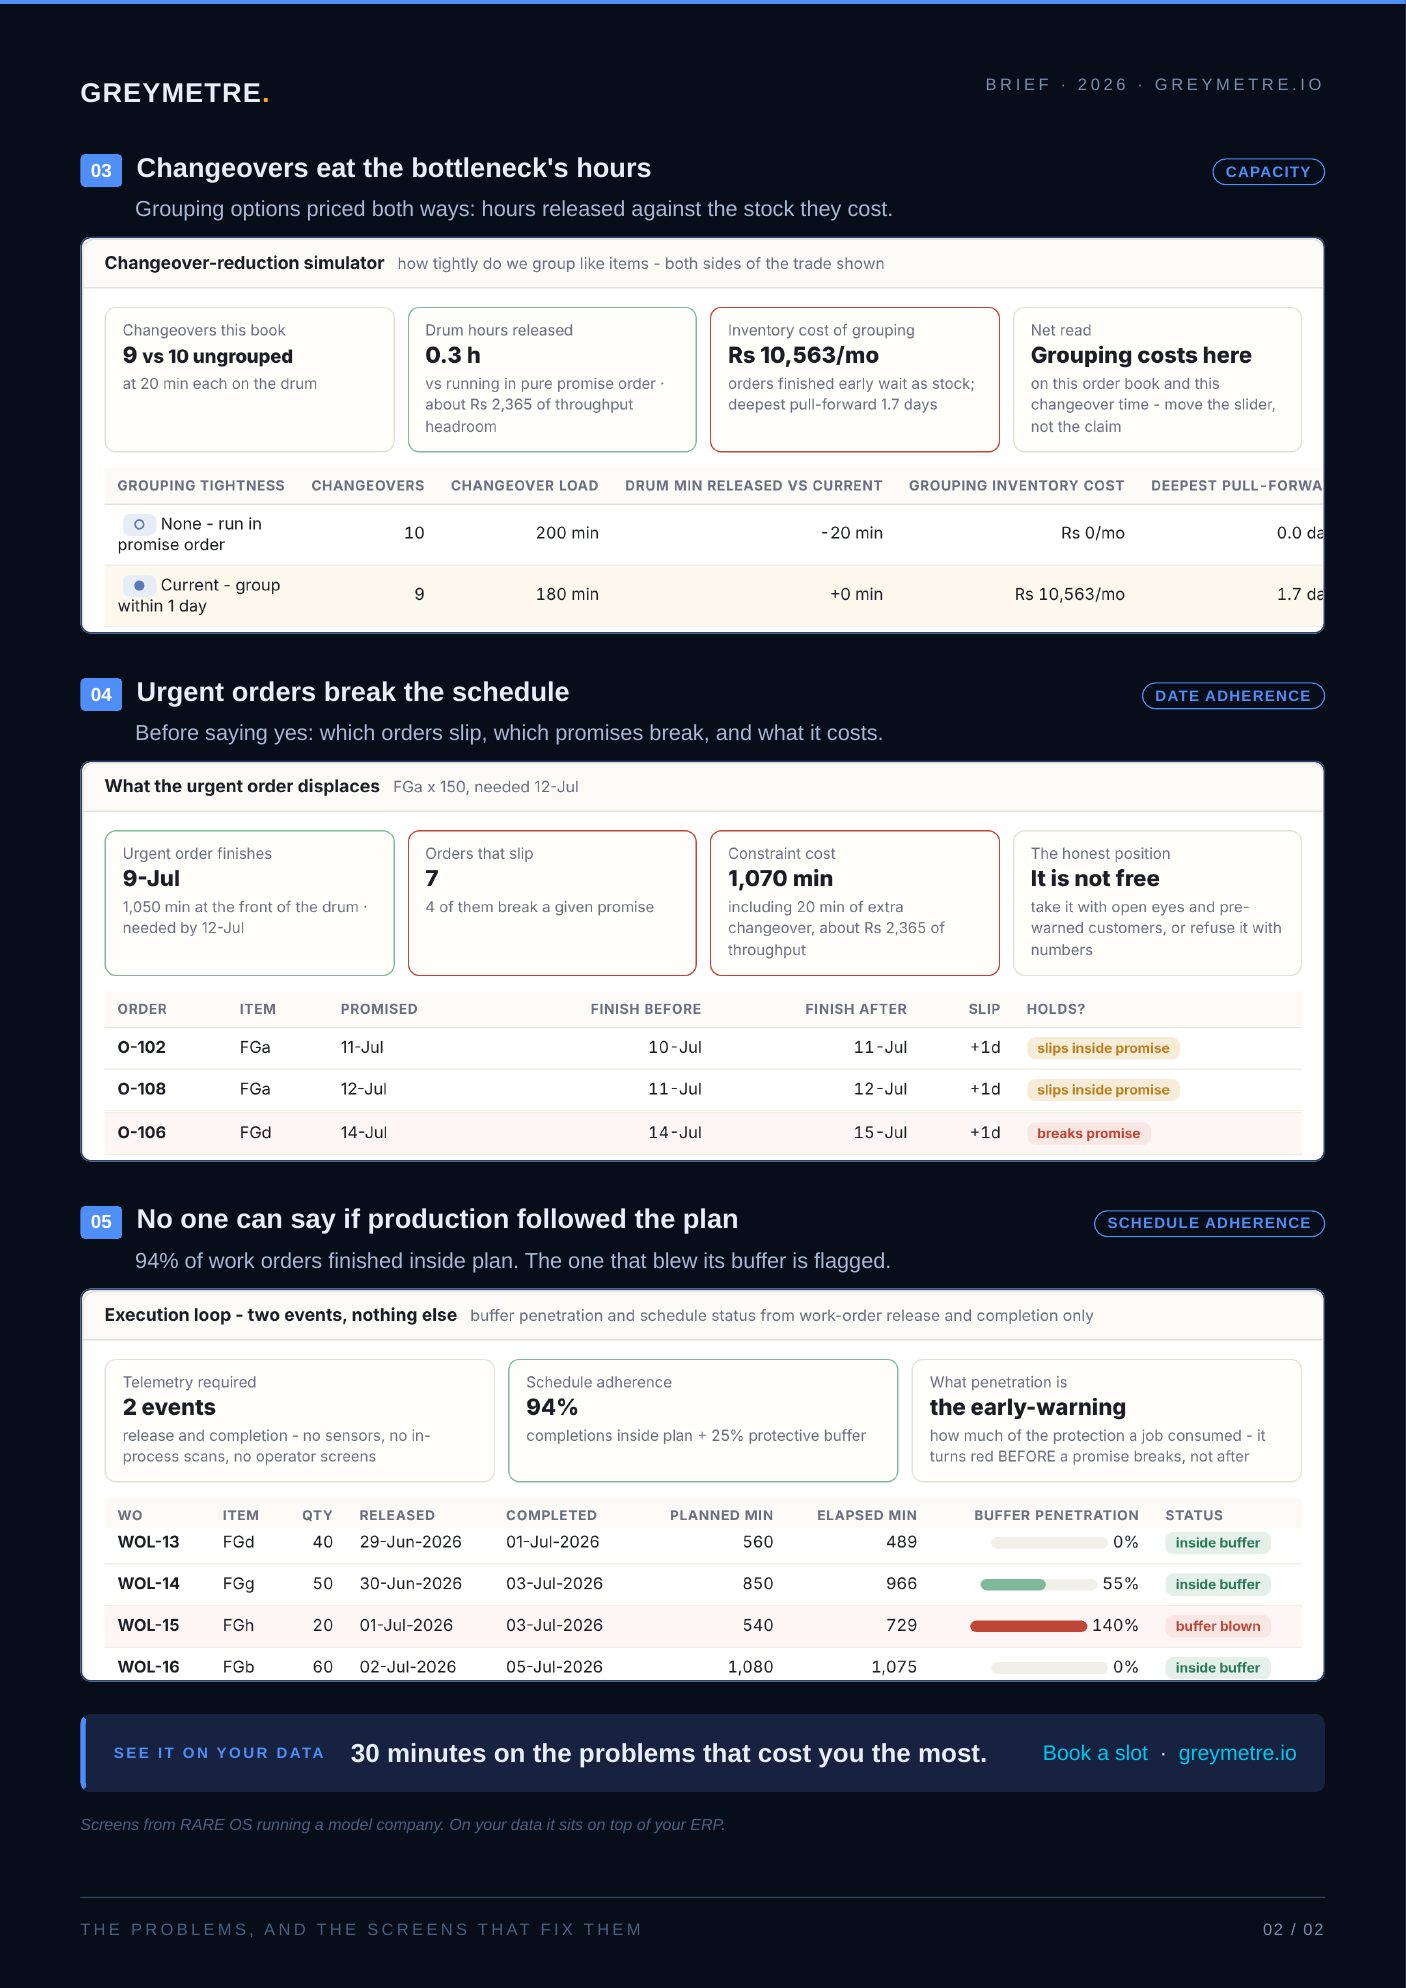 GREYMETRE.
BRIEF · 2026 · GREYMETRE.IO
03 Changeovers eat the bottleneck's hours
CAPACITY
Grouping options priced both ways: hours released against the stock they cost.
Changeover-reduction simulator how tightly do we group like items - both sides of the trade shown
Changeovers this book
9 vs 10 ungrouped
at 20 min each on the drum
Drum hours released
0.3 h
vs running in pure promise order ·
about Rs 2,365 of throughput
headroom
Inventory cost of grouping
Rs 10,563/mo
orders finished early wait as stock;
deepest pull-forward 1.7 days
Net read
Grouping costs here
on this order book and this
changeover time - move the slider,
not the claim
GROUPING TIGHTNESS CHANGEOVERS CHANGEOVER LOAD DRUM MIN RELEASED VS CURRENT GROUPING INVENTORY COST DEEPEST PULL-FORWA
None - run in
promise order 10 200 min -20 min Rs 0/mo 0.0 da
Current - group
within 1 day 9 180 min +0 min Rs 10,563/mo 1.7 da
04 Urgent orders break the schedule
DATE ADHERENCE
Before saying yes: which orders slip, which promises break, and what it costs.
What the urgent order displaces FGa x 150, needed 12-Jul
Urgent order finishes
9-Jul
1,050 min at the front of the drum ·
needed by 12-Jul
Orders that slip
7
4 of them break a given promise
Constraint cost
1,070 min
including 20 min of extra
changeover, about Rs 2,365 of
throughput
The honest position
It is not free
take it with open eyes and pre-
warned customers, or refuse it with
numbers
ORDER ITEM PROMISED FINISH BEFORE FINISH AFTER SLIP HOLDS?
O-102 FGa 11-Jul 10-Jul 11-Jul +1d slips inside promise
O-108 FGa 12-Jul 11-Jul 12-Jul +1d slips inside promise
O-106 FGd 14-Jul 14-Jul 15-Jul +1d breaks promise
05 No one can say if production followed the plan
SCHEDULE ADHERENCE
94% of work orders finished inside plan. The one that blew its buffer is flagged.
Execution loop - two events, nothing else buffer penetration and schedule status from work-order release and completion only
Telemetry required
2 events
release and completion - no sensors, no in-
process scans, no operator screens
Schedule adherence
94%
completions inside plan + 25% protective buffer
What penetration is
the early-warning
how much of the protection a job consumed - it
turns red BEFORE a promise breaks, not after
WO ITEM QTY RELEASED COMPLETED PLANNED MIN ELAPSED MIN BUFFER PENETRATION STATUS
WOL-13 FGd 40 29-Jun-2026 01-Jul-2026 560 489 0% inside buffer
WOL-14 FGg 50 30-Jun-2026 03-Jul-2026 850 966 55% inside buffer
WOL-15 FGh 20 01-Jul-2026 03-Jul-2026 540 729 140% buffer blown
WOL-16 FGb 60 02-Jul-2026 05-Jul-2026 1,080 1,075 0% inside buffer
SEE IT ON YOUR DATA 30 minutes on the problems that cost you the most. Book a slot · greymetre.io
Screens from RARE OS running a model company. On your data it sits on top of your ERP.
THE PROBLEMS, AND THE SCREENS THAT FIX THEM
02 / 02